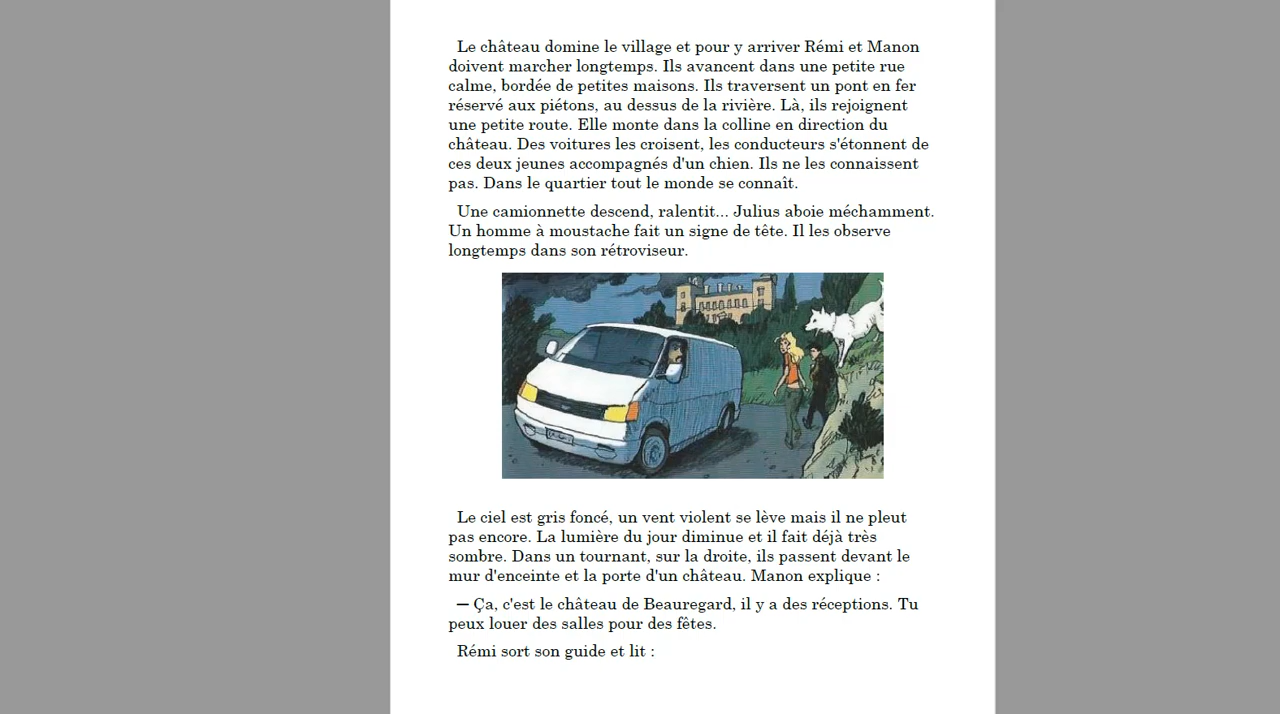 Le château domine le village et pour y arriver Rémi et Manon
doivent marcher longtemps. Ils avancent dans une petite rue
calme, bordée de petites maisons. Ils traversent un pont en fer
réservé aux piétons, au dessus de la rivière. Là, ils rejoignent
une petite route. Elle monte dans la colline en direction du
château. Des voitures les croisent, les conducteurs s'étonnent de
ces deux jeunes accompagnés d'un chien. Ils ne les connaissent
pas. Dans le quartier tout le monde se connaît.
Une camionnette descend, ralentit... Julius aboie méchamment.
Un homme à moustache fait un signe de tête. Il les observe
longtemps dans son rétroviseur.
Le ciel est gris foncé, un vent violent se lève mais il ne pleut
pas encore. La lumière du jour diminue et il fait déjà très
sombre. Dans un tournant, sur la droite, ils passent devant le
mur d'enceinte et la porte d'un château. Manon explique :
— Ça, c'est le château de Beauregard, il y a des réceptions. Tu
peux louer des salles pour des fêtes.
Rémi sort son guide et lit :